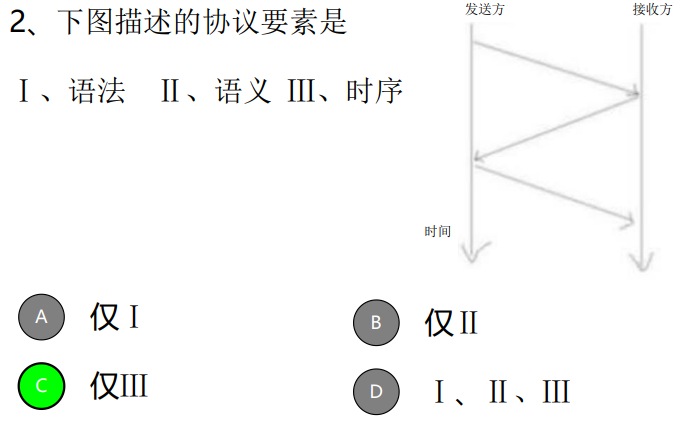 2、下图描述的协议要素是
发送方
接收方
Ⅰ、语法 Ⅱ、语义 Ⅲ、时序
时间
A 仅Ⅰ
B 仅Ⅱ
C 仅Ⅲ
D Ⅰ、Ⅱ、Ⅲ